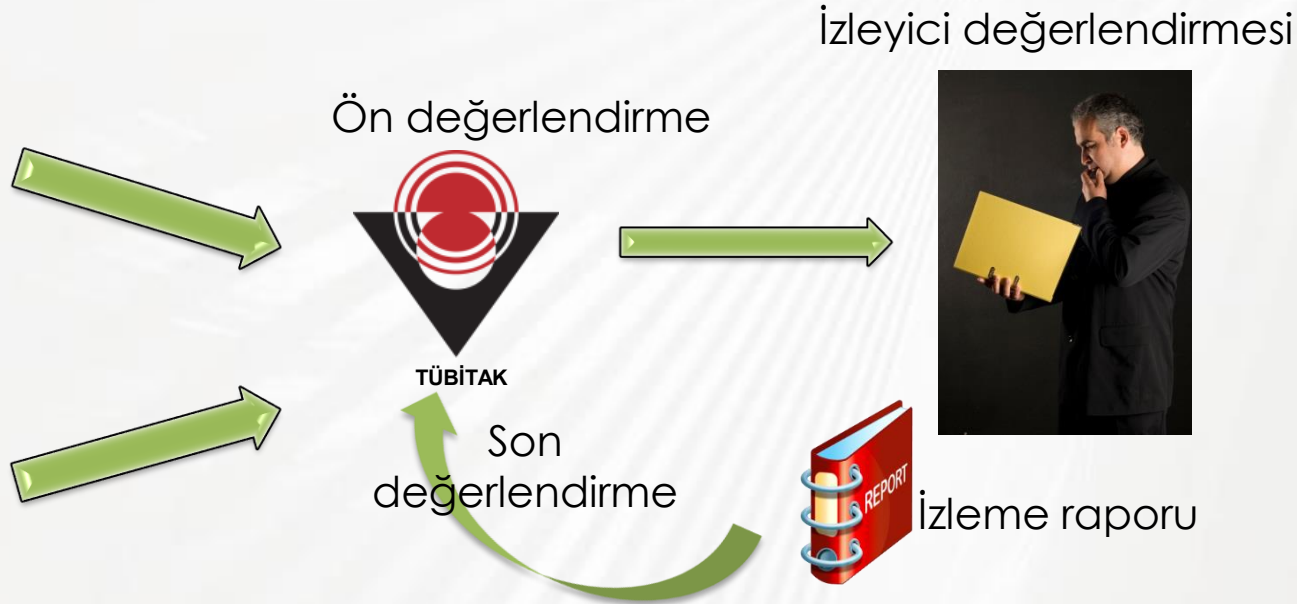 İzleyici değerlendirmesi
Ön değerlendirme
TÜBİTAK
Son
değerlendirme
REPORT
İzleme raporu